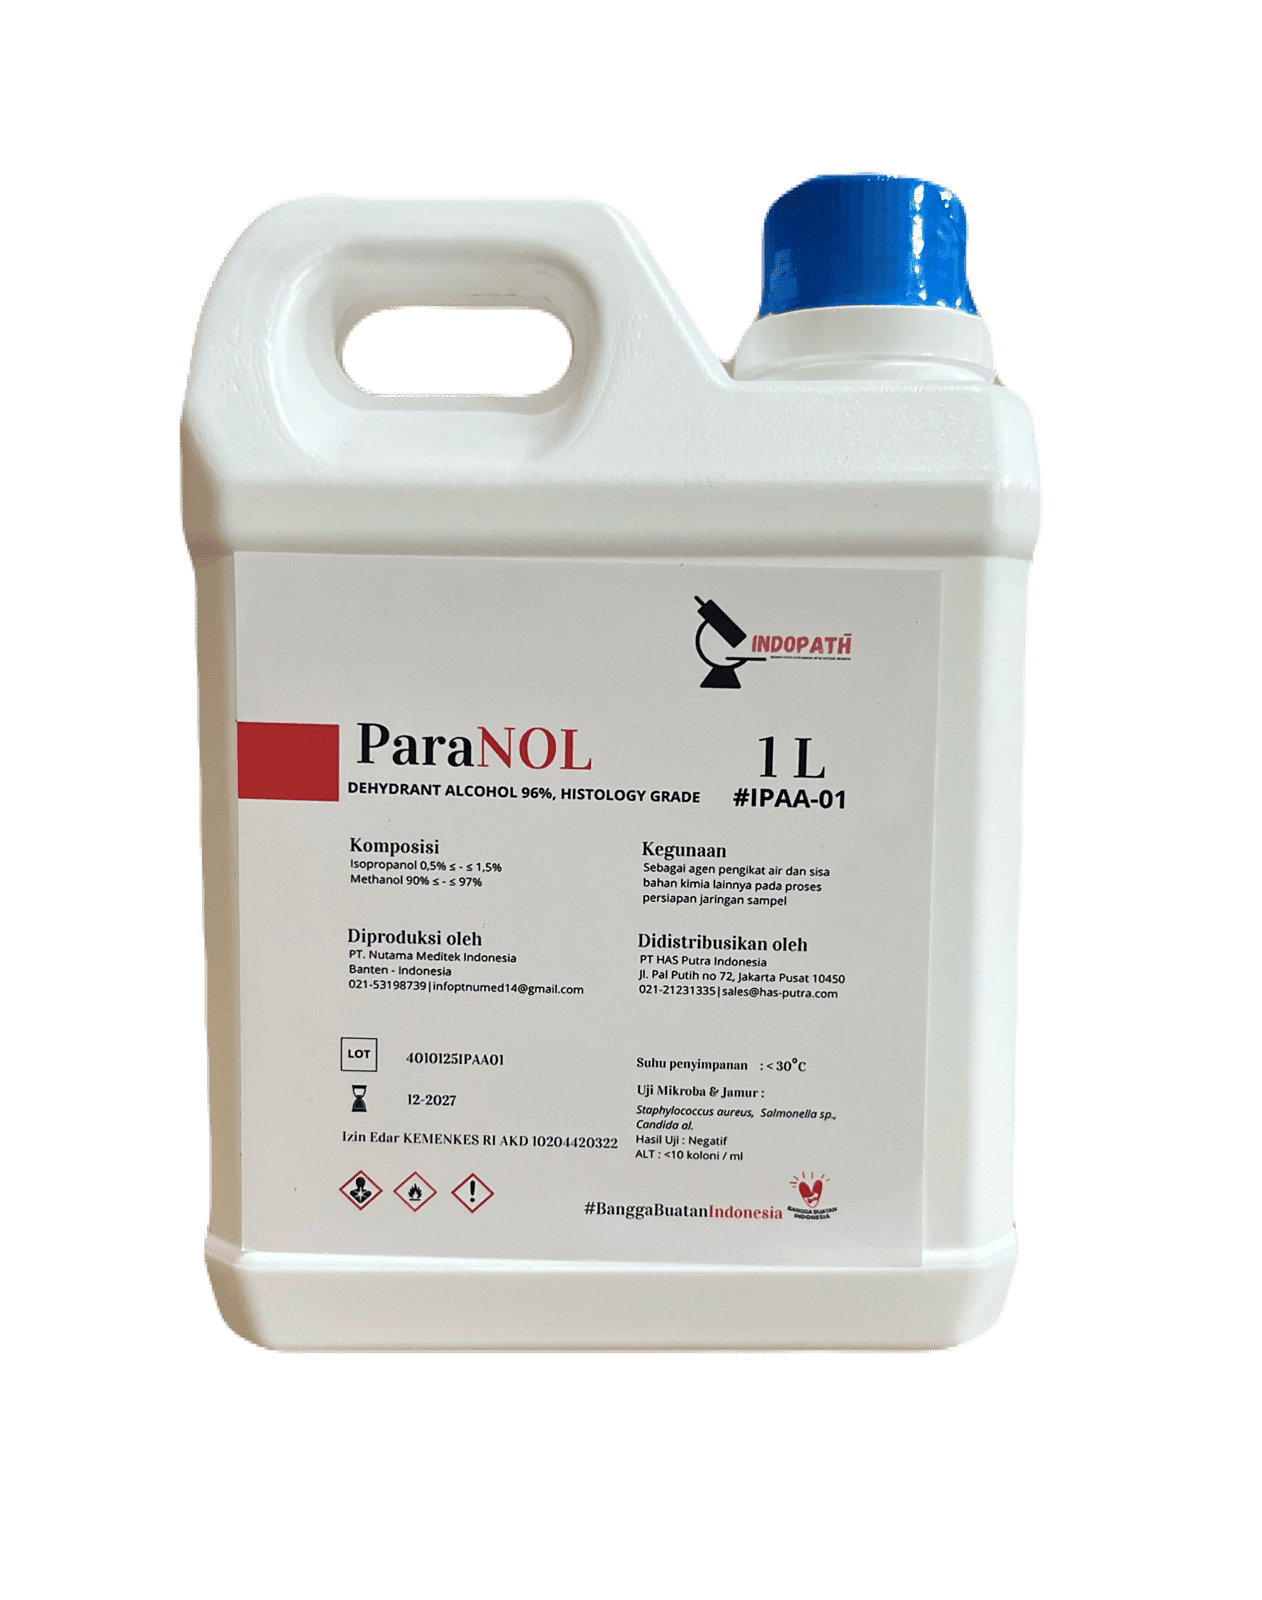 INDOPATH
ParaNOL
1 L
DEHYDRANT ALCOHOL 96%, HISTOLOGY GRADE
#IPAA-01
Komposisi
Isopropanol 0,5% ≤ - ≤ 1,5%
Methanol 90% ≤ - ≤ 97%
Kegunaan
Sebagai agen pengikat air dan sisa
bahan kimia lainnya pada proses
persiapan jaringan sampel
Diproduksi oleh
PT. Nutama Meditek Indonesia
Banten - Indonesia
021-53198739|infoptnumed14@gmail.com
Didistribusikan oleh
PT HAS Putra Indonesia
Jl. Pal Putih no 72, Jakarta Pusat 10450
021-21231335|sales@has-putra.com
LOT 40101251PAA01
12-2027
Izin Edar KEMENKES RI AKD 10204420322
Suhu penyimpanan : < 30°C
Uji Mikroba & Jamur :
Staphylococcus aureus, Salmonella sp.,
Candida al.
Hasil Uji : Negatif
ALT : <10 koloni / ml
#BanggaBuatanIndonesia
BANGGA BUATAN
INDONESIA